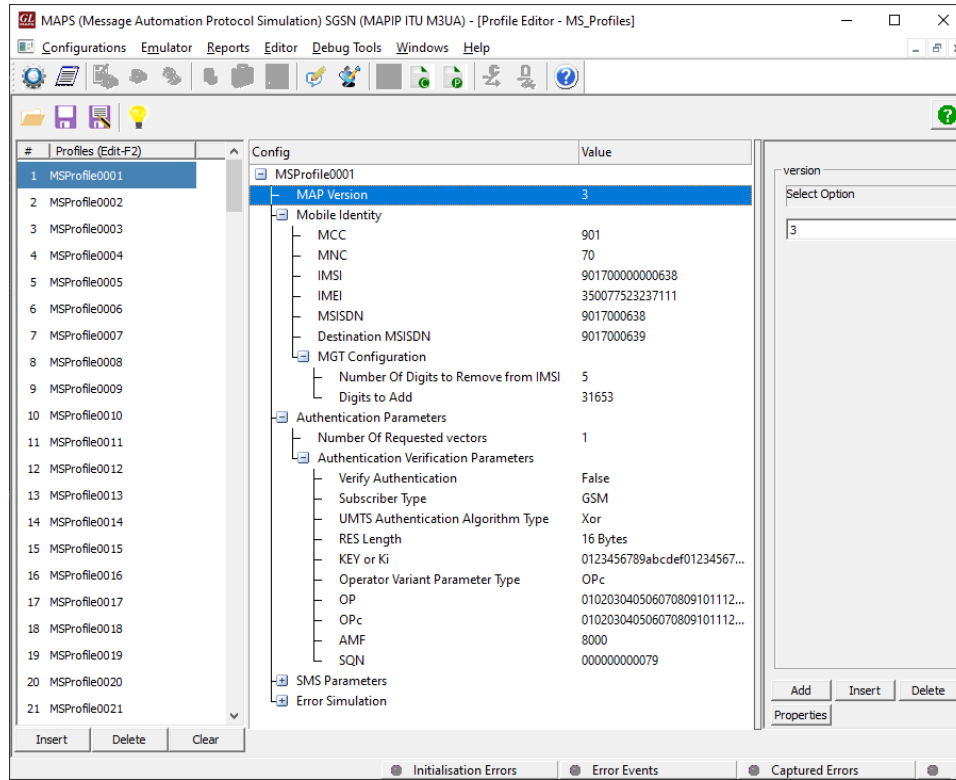 GL MAPS (Message Automation Protocol Simulation) SGSN (MAPIP ITU M3UA) - [Profile Editor - MS_Profiles]
Configurations Emulator Reports Editor Debug Tools Windows Help
# Profiles (Edit-F2)
1 MSProfile0001
2 MSProfile0002
3 MSProfile0003
4 MSProfile0004
5 MSProfile0005
6 MSProfile0006
7 MSProfile0007
8 MSProfile0008
9 MSProfile0009
10 MSProfile0010
11 MSProfile0011
12 MSProfile0012
13 MSProfile0013
14 MSProfile0014
15 MSProfile0015
16 MSProfile0016
17 MSProfile0017
18 MSProfile0018
19 MSProfile0019
20 MSProfile0020
21 MSProfile0021
Insert Delete Clear
Config Value
MSProfile0001
MAP Version 3
Mobile Identity
MCC 901
MNC 70
IMSI 901700000000638
IMEI 350077523237111
MSISDN 9017000638
Destination MSISDN 9017000639
MGT Configuration
Number Of Digits to Remove from IMSI 5
Digits to Add 31653
Authentication Parameters
Number Of Requested vectors 1
Authentication Verification Parameters
Verify Authentication False
Subscriber Type GSM
UMTS Authentication Algorithm Type Xor
RES Length 16 Bytes
KEY or Ki 0123456789abcdef01234567...
Operator Variant Parameter Type OPc
OP 010203040506070809101112...
OPc 010203040506070809101112...
AMF 8000
SQN 000000000079
SMS Parameters
Error Simulation
version
Select Option
3
Add Insert Delete
Properties
Initialisation Errors Error Events Captured Errors